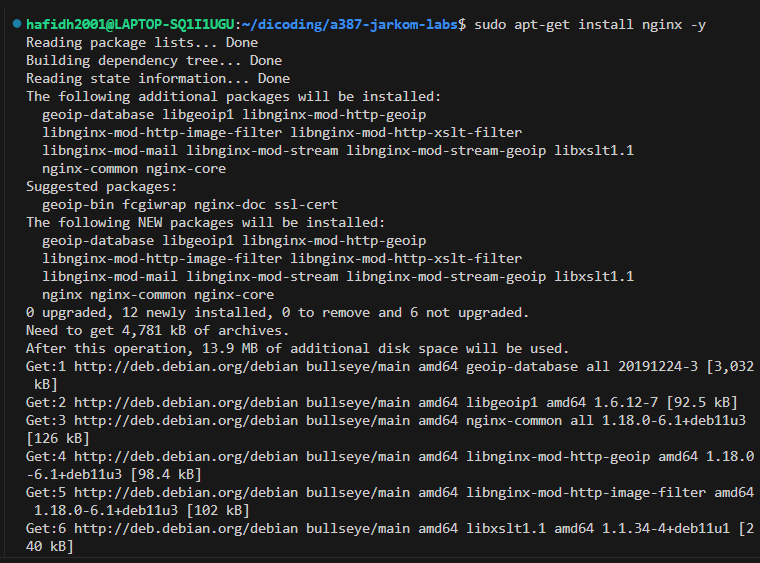 hafidh2001@LAPTOP-SQ1I1UGU:~/dicoding/a387-jarkom-labs$ sudo apt-get install nginx -y
Reading package lists... Done
Building dependency tree... Done
Reading state information... Done
The following additional packages will be installed:
  geoip-database libgeoip1 libnginx-mod-http-geoip
  libnginx-mod-http-image-filter libnginx-mod-http-xslt-filter
  libnginx-mod-mail libnginx-mod-stream libnginx-mod-stream-geoip libxslt1.1
  nginx-common nginx-core
Suggested packages:
  geoip-bin fcgiwrap nginx-doc ssl-cert
The following NEW packages will be installed:
  geoip-database libgeoip1 libnginx-mod-http-geoip
  libnginx-mod-http-image-filter libnginx-mod-http-xslt-filter
  libnginx-mod-mail libnginx-mod-stream libnginx-mod-stream-geoip libxslt1.1
  nginx nginx-common nginx-core
0 upgraded, 12 newly installed, 0 to remove and 6 not upgraded.
Need to get 4,781 kB of archives.
After this operation, 13.9 MB of additional disk space will be used.
Get:1 http://deb.debian.org/debian bullseye/main amd64 geoip-database all 20191224-3 [3,032
 kB]
Get:2 http://deb.debian.org/debian bullseye/main amd64 libgeoip1 amd64 1.6.12-7 [92.5 kB]
Get:3 http://deb.debian.org/debian bullseye/main amd64 nginx-common all 1.18.0-6.1+deb11u3
[126 kB]
Get:4 http://deb.debian.org/debian bullseye/main amd64 libnginx-mod-http-geoip amd64 1.18.0
-6.1+deb11u3 [98.4 kB]
Get:5 http://deb.debian.org/debian bullseye/main amd64 libnginx-mod-http-image-filter amd64
 1.18.0-6.1+deb11u3 [102 kB]
Get:6 http://deb.debian.org/debian bullseye/main amd64 libxslt1.1 amd64 1.1.34-4+deb11u1 [2
40 kB]